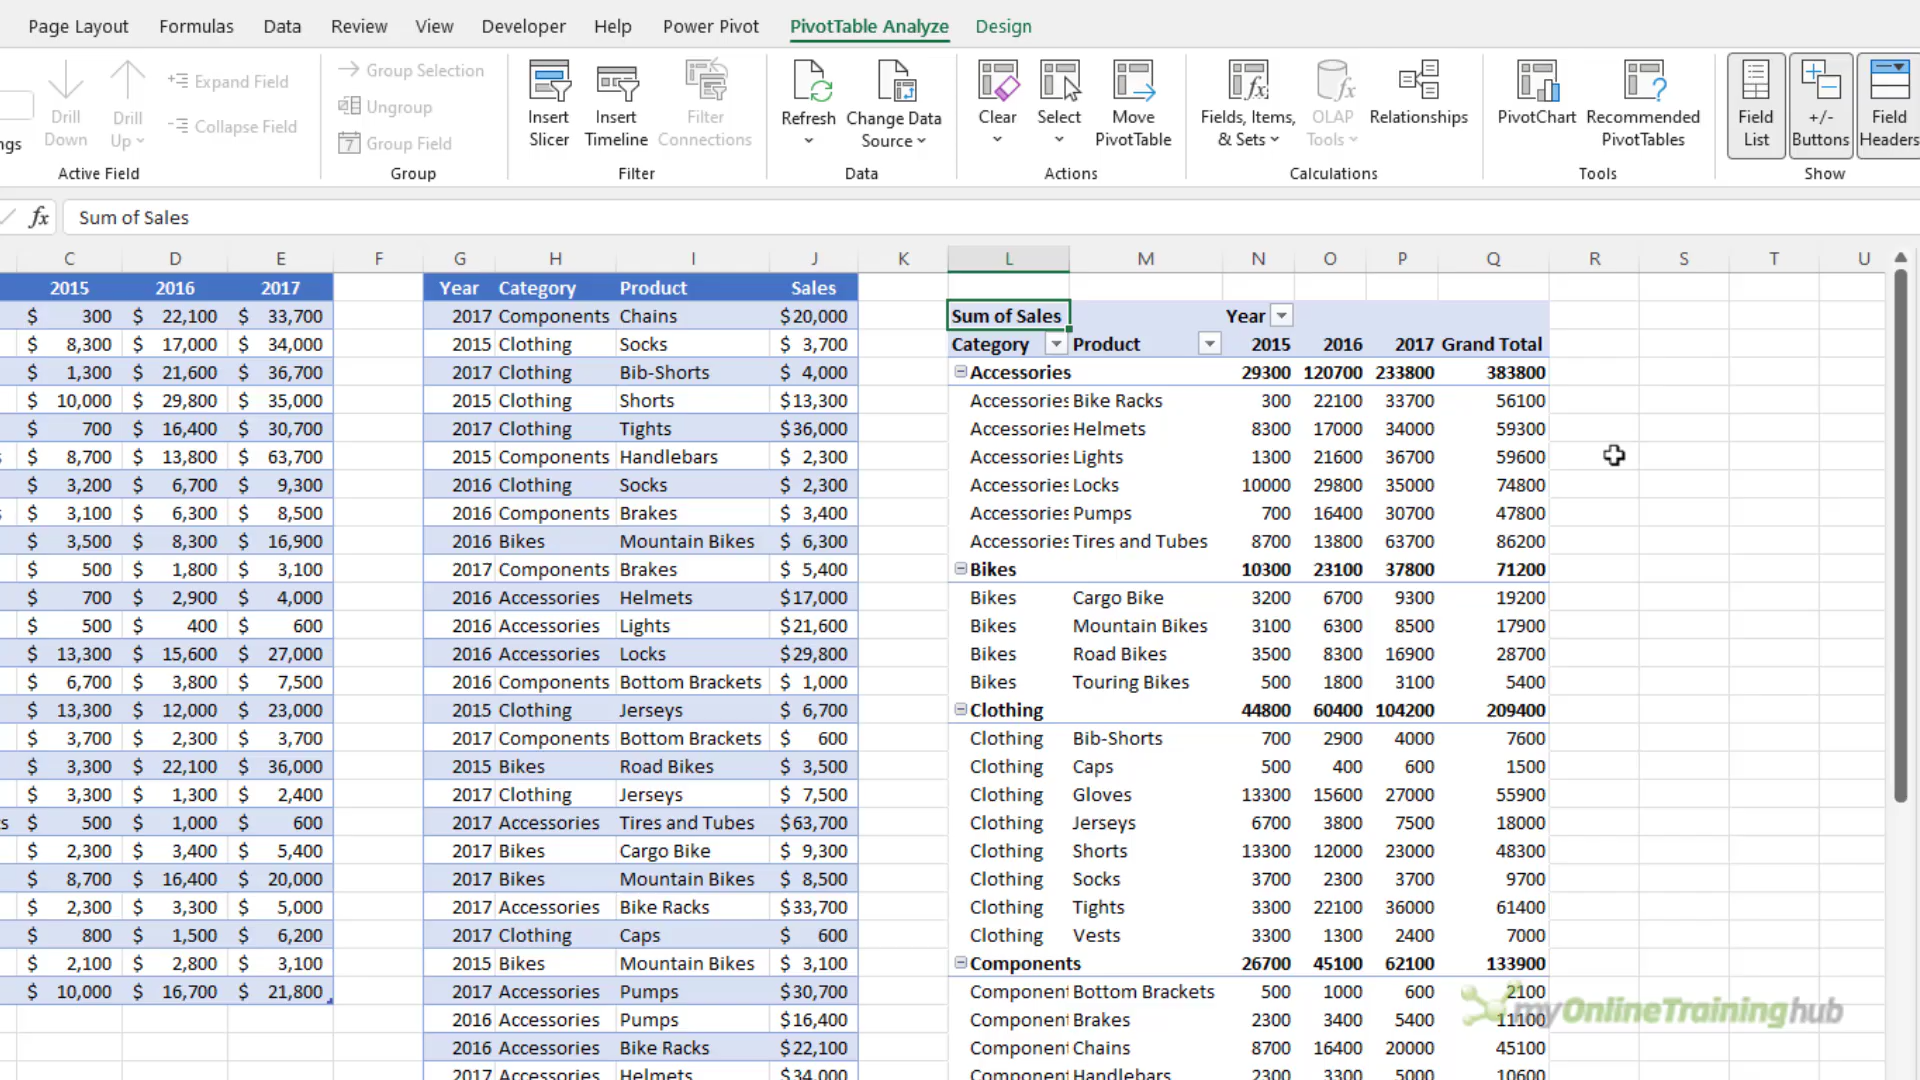 Page Layout Formulas Data Review View Developer Help Power Pivot PivotTable Analyze Design
Drill Down
Drill Up
Expand Field
Collapse Field
Active Field
Group Selection
Ungroup
Group Field
Group
Insert Slicer
Insert Timeline
Filter Connections
Filter
Refresh
Change Data Source
Data
Clear
Select
Move PivotTable
Actions
Fields, Items, & Sets
OLAP Tools
Relationships
Calculations
PivotChart
Recommended PivotTables
Tools
Field List
+/- Buttons
Field Headers
Show
fx Sum of Sales
C D E F G H I J K L M N O P Q R S T U
2015 2016 2017 Year Category Product Sales
$ 300 $ 22,100 $ 33,700 2017 Components Chains $20,000 Sum of Sales Year
$ 8,300 $ 17,000 $ 34,000 2015 Clothing Socks $ 3,700 Category Product 2015 2016 2017 Grand Total
$ 1,300 $ 21,600 $ 36,700 2017 Clothing Bib-Shorts $ 4,000 Accessories 29300 120700 233800 383800
$ 10,000 $ 29,800 $ 35,000 2015 Clothing Shorts $13,300 Accessories Bike Racks 300 22100 33700 56100
$ 700 $ 16,400 $ 30,700 2017 Clothing Tights $36,000 Accessories Helmets 8300 17000 34000 59300
$ 8,700 $ 13,800 $ 63,700 2015 Components Handlebars $ 2,300 Accessories Lights 1300 21600 36700 59600
$ 3,200 $ 6,700 $ 9,300 2016 Clothing Socks $ 2,300 Accessories Locks 10000 29800 35000 74800
$ 3,100 $ 6,300 $ 8,500 2016 Components Brakes $ 3,400 Accessories Pumps 700 16400 30700 47800
$ 3,500 $ 8,300 $ 16,900 2016 Bikes Mountain Bikes $ 6,300 Accessories Tires and Tubes 8700 13800 63700 86200
$ 500 $ 1,800 $ 3,100 2017 Components Brakes $ 5,400 Bikes 10300 23100 37800 71200
$ 700 $ 2,900 $ 4,000 2016 Accessories Helmets $17,000 Bikes Cargo Bike 3200 6700 9300 19200
$ 500 $ 400 $ 600 2016 Accessories Lights $21,600 Bikes Mountain Bikes 3100 6300 8500 17900
$ 13,300 $ 15,600 $ 27,000 2016 Accessories Locks $29,800 Bikes Road Bikes 3500 8300 16900 28700
$ 6,700 $ 3,800 $ 7,500 2016 Components Bottom Brackets $ 1,000 Bikes Touring Bikes 500 1800 3100 5400
$ 13,300 $ 12,000 $ 23,000 2015 Clothing Jerseys $ 6,700 Clothing 44800 60400 104200 209400
$ 3,700 $ 2,300 $ 3,700 2017 Components Bottom Brackets $ 600 Clothing Bib-Shorts 700 2900 4000 7600
$ 3,300 $ 22,100 $ 36,000 2015 Bikes Road Bikes $ 3,500 Clothing Caps 500 400 600 1500
$ 3,300 $ 1,300 $ 2,400 2017 Clothing Jerseys $ 7,500 Clothing Gloves 13300 15600 27000 55900
$ 500 $ 1,000 $ 600 2017 Accessories Tires and Tubes $63,700 Clothing Jerseys 6700 3800 7500 18000
$ 2,300 $ 3,400 $ 5,400 2017 Bikes Cargo Bike $ 9,300 Clothing Shorts 13300 12000 23000 48300
$ 8,700 $ 16,400 $ 20,000 2017 Bikes Mountain Bikes $ 8,500 Clothing Socks 3700 2300 3700 9700
$ 2,300 $ 3,300 $ 5,000 2017 Accessories Bike Racks $33,700 Clothing Tights 3300 22100 36000 61400
$ 800 $ 1,500 $ 6,200 2017 Clothing Caps $ 600 Clothing Vests 3300 1300 2400 7000
$ 2,100 $ 2,800 $ 3,100 2015 Bikes Mountain Bikes $ 3,100 Components 26700 45100 62100 133900
$ 10,000 $ 16,700 $ 21,800 2017 Accessories Pumps $30,700 Component Bottom Brackets 500 1000 600 2100
2016 Accessories Pumps $16,400 Component Brakes 2300 3400 5400 11100
myOnlineTraininghub
2016 Accessories Bike Racks $22,100 Component Chains 8700 16400 20000 45100
2017 Accessories Helmets $34,000 Component Handlebars 2300 3300 5000 10600